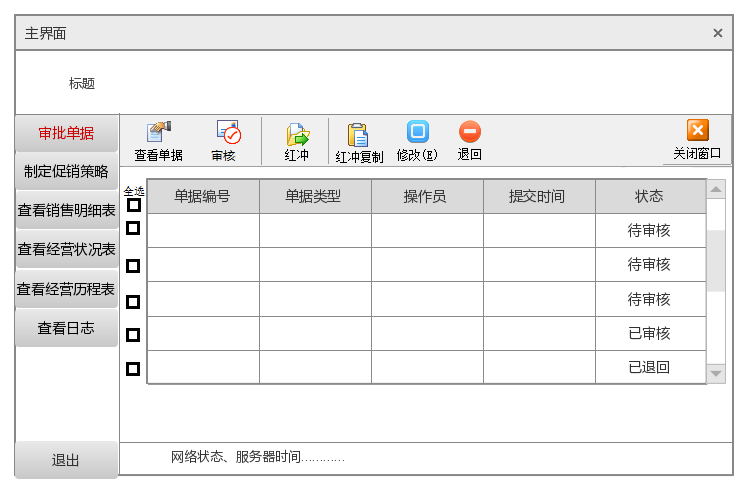 主界面
标题
审批单据
制定促销策略
查看销售明细表
查看经营状况表
查看经营历程表
查看日志
退出
查看单据 审核 红冲 红冲复制 修改(E) 退回 关闭窗口
全选 单据编号 单据类型 操作员 提交时间 状态
待审核
待审核
待审核
已审核
已退回
网络状态、服务器时间…………